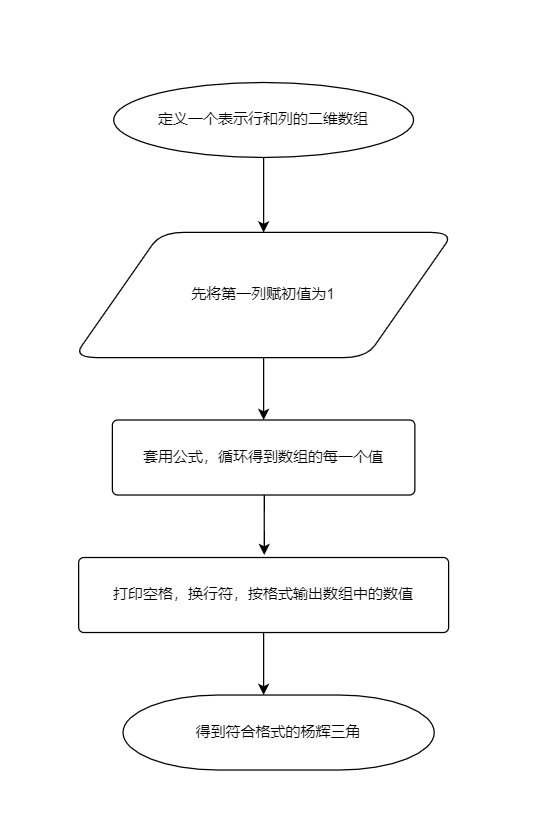 定义一个表示行和列的二维数组
先将第一列赋初值为1
套用公式，循环得到数组的每一个值
打印空格，换行符，按格式输出数组中的数值
得到符合格式的杨辉三角